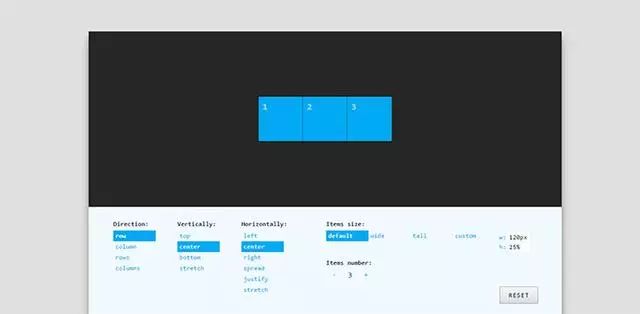 1 2 3
Direction:
row
column
rows
columns
Vertically:
top
center
bottom
stretch
Horizontally:
left
center
right
spread
justify
stretch
Items size:
default wide tall custom
w: 120px
h: 25%
Items number:
- 3 +
RESET